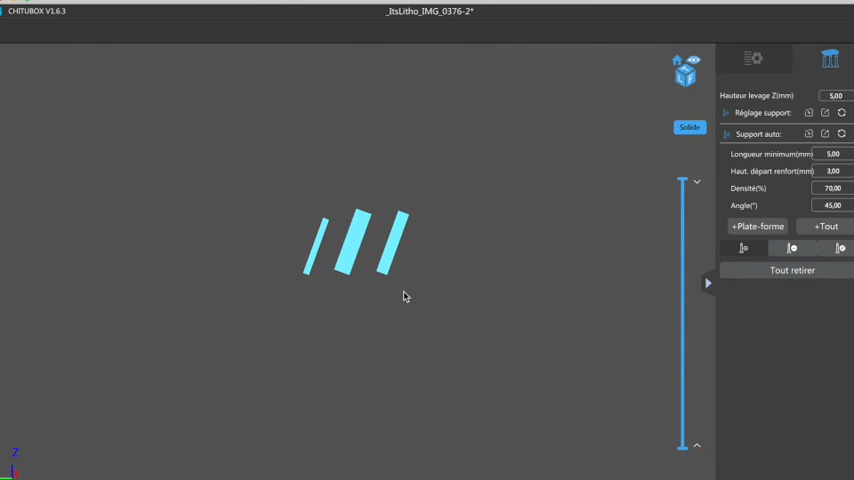 CHITUBOX V1.6.3
_ItsLitho_IMG_0376-2*
Hauteur levage Z(mm) 5,00
Réglage support:
Solide
Support auto:
Longueur minimum(mm) 5,00
Haut. départ renfort(mm) 3,00
Densité(%) 70,00
Angle(°) 45,00
+Plate-forme +Tout
Tout retirer
Z